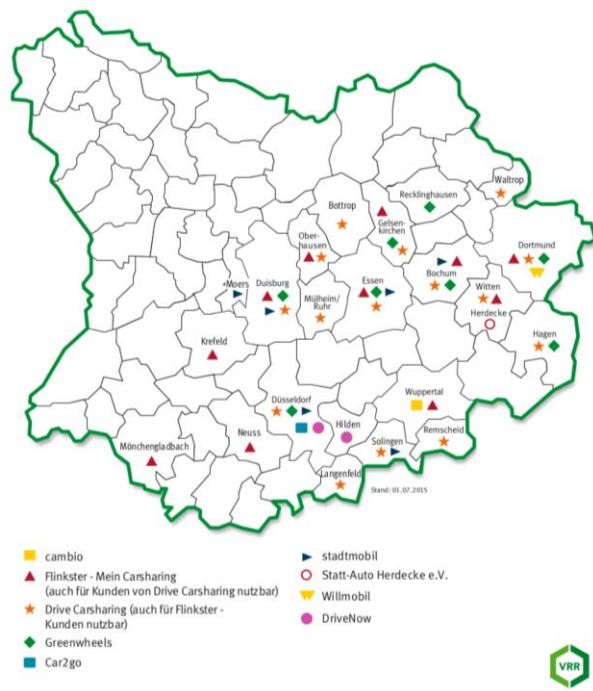 Waltrop
Recklinghausen
Bottrop
Gelsen-
kirchen
Ober-
hausen
Dortmund
Moers
Duisburg
Essen
Bochum
Witten
Mülheim/
Ruhr
Herdecke
Hagen
Krefeld
Wuppertal
Düsseldorf
Hilden
Neuss
Remscheid
Mönchengladbach
Solingen
Langenfeld
Stand: 01.07.2015
cambio
Flinkster - Mein Carsharing
(auch für Kunden von Drive Carsharing nutzbar)
Drive Carsharing (auch für Flinkster -
Kunden nutzbar)
Greenwheels
Car2go
stadtmobil
Statt-Auto Herdecke e.V.
Willmobil
DriveNow
VRR